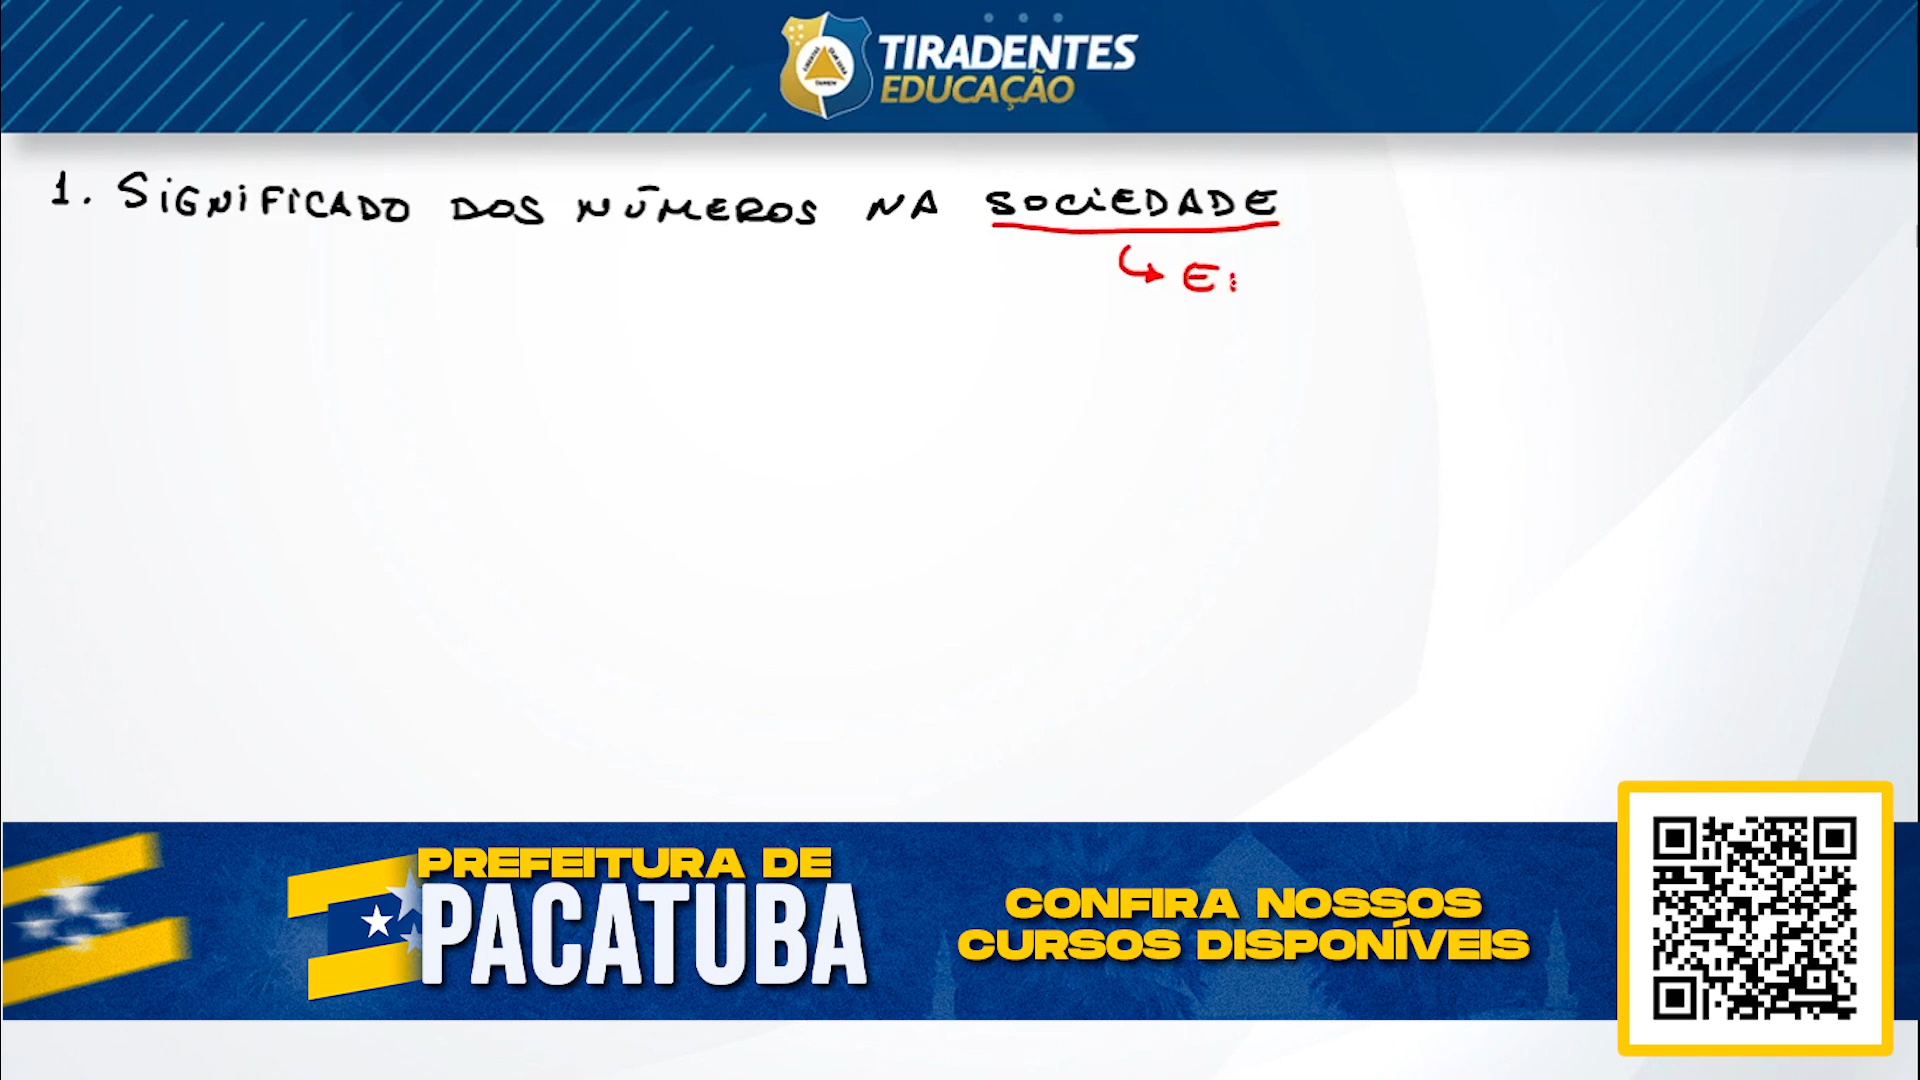 TIRADENTES
EDUCAÇÃO
1. SIGNIFICADO DOS NÚMEROS NA SOCIEDADE
↳ E:
PREFEITURA DE
PACATUBA
CONFIRA NOSSOS
CURSOS DISPONÍVEIS